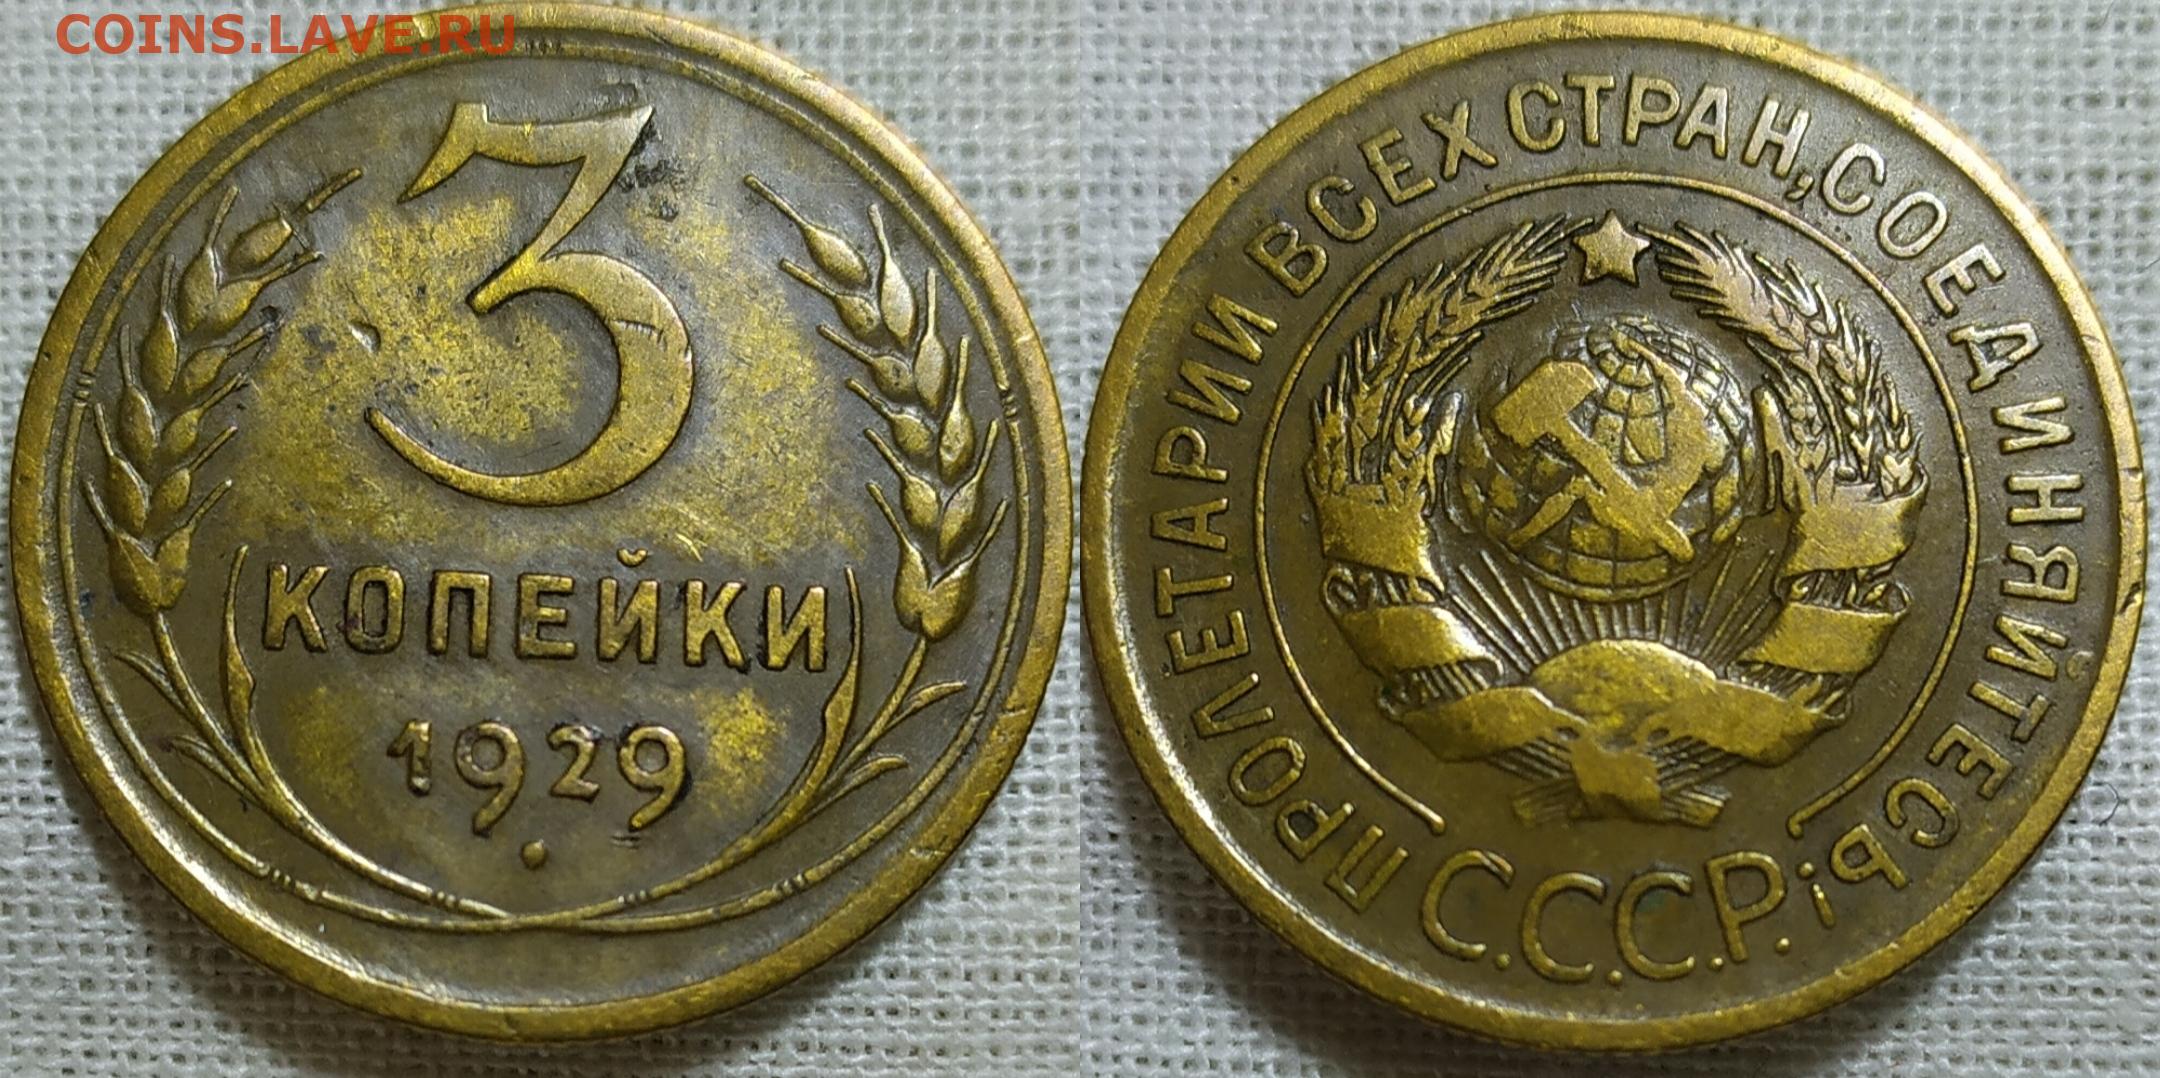 COINS.LAVE.RU
3
КОПЕЙКИ
1929
ПРОЛЕТАРИИ ВСЕХ СТРАН, СОЕДИНЯЙТЕСЬ!
С.С.С.Р.